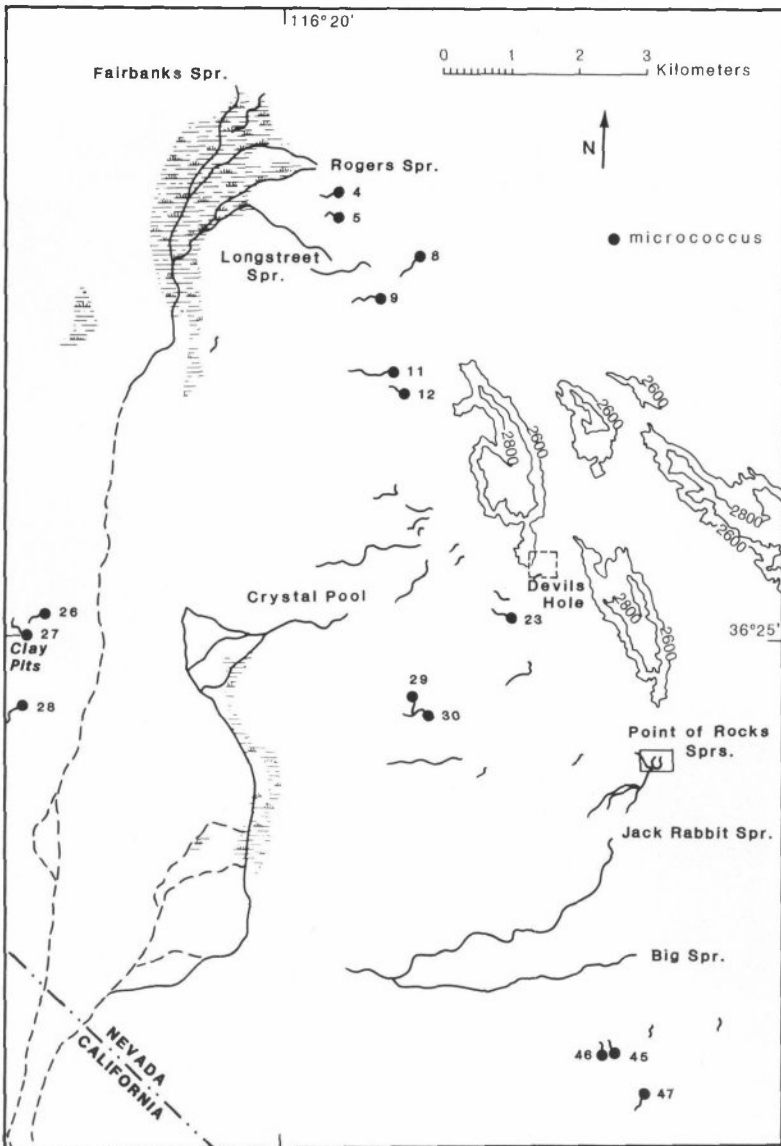 116°20'
0 1 2 3
Kilometers
Fairbanks Spr.
N
Rogers Spr.
4
5
micrococcus
Longstreet
Spr.
8
9
11
12
2600
2800
2600
2600
2800
2600
Devils
Hole
Crystal Pool
26
23
27
Clay
Pits
2800
2600
36°25'
28
29
30
Point of Rocks
Sprs.
Jack Rabbit Spr.
Big Spr.
NEVADA
CALIFORNIA
46
45
47